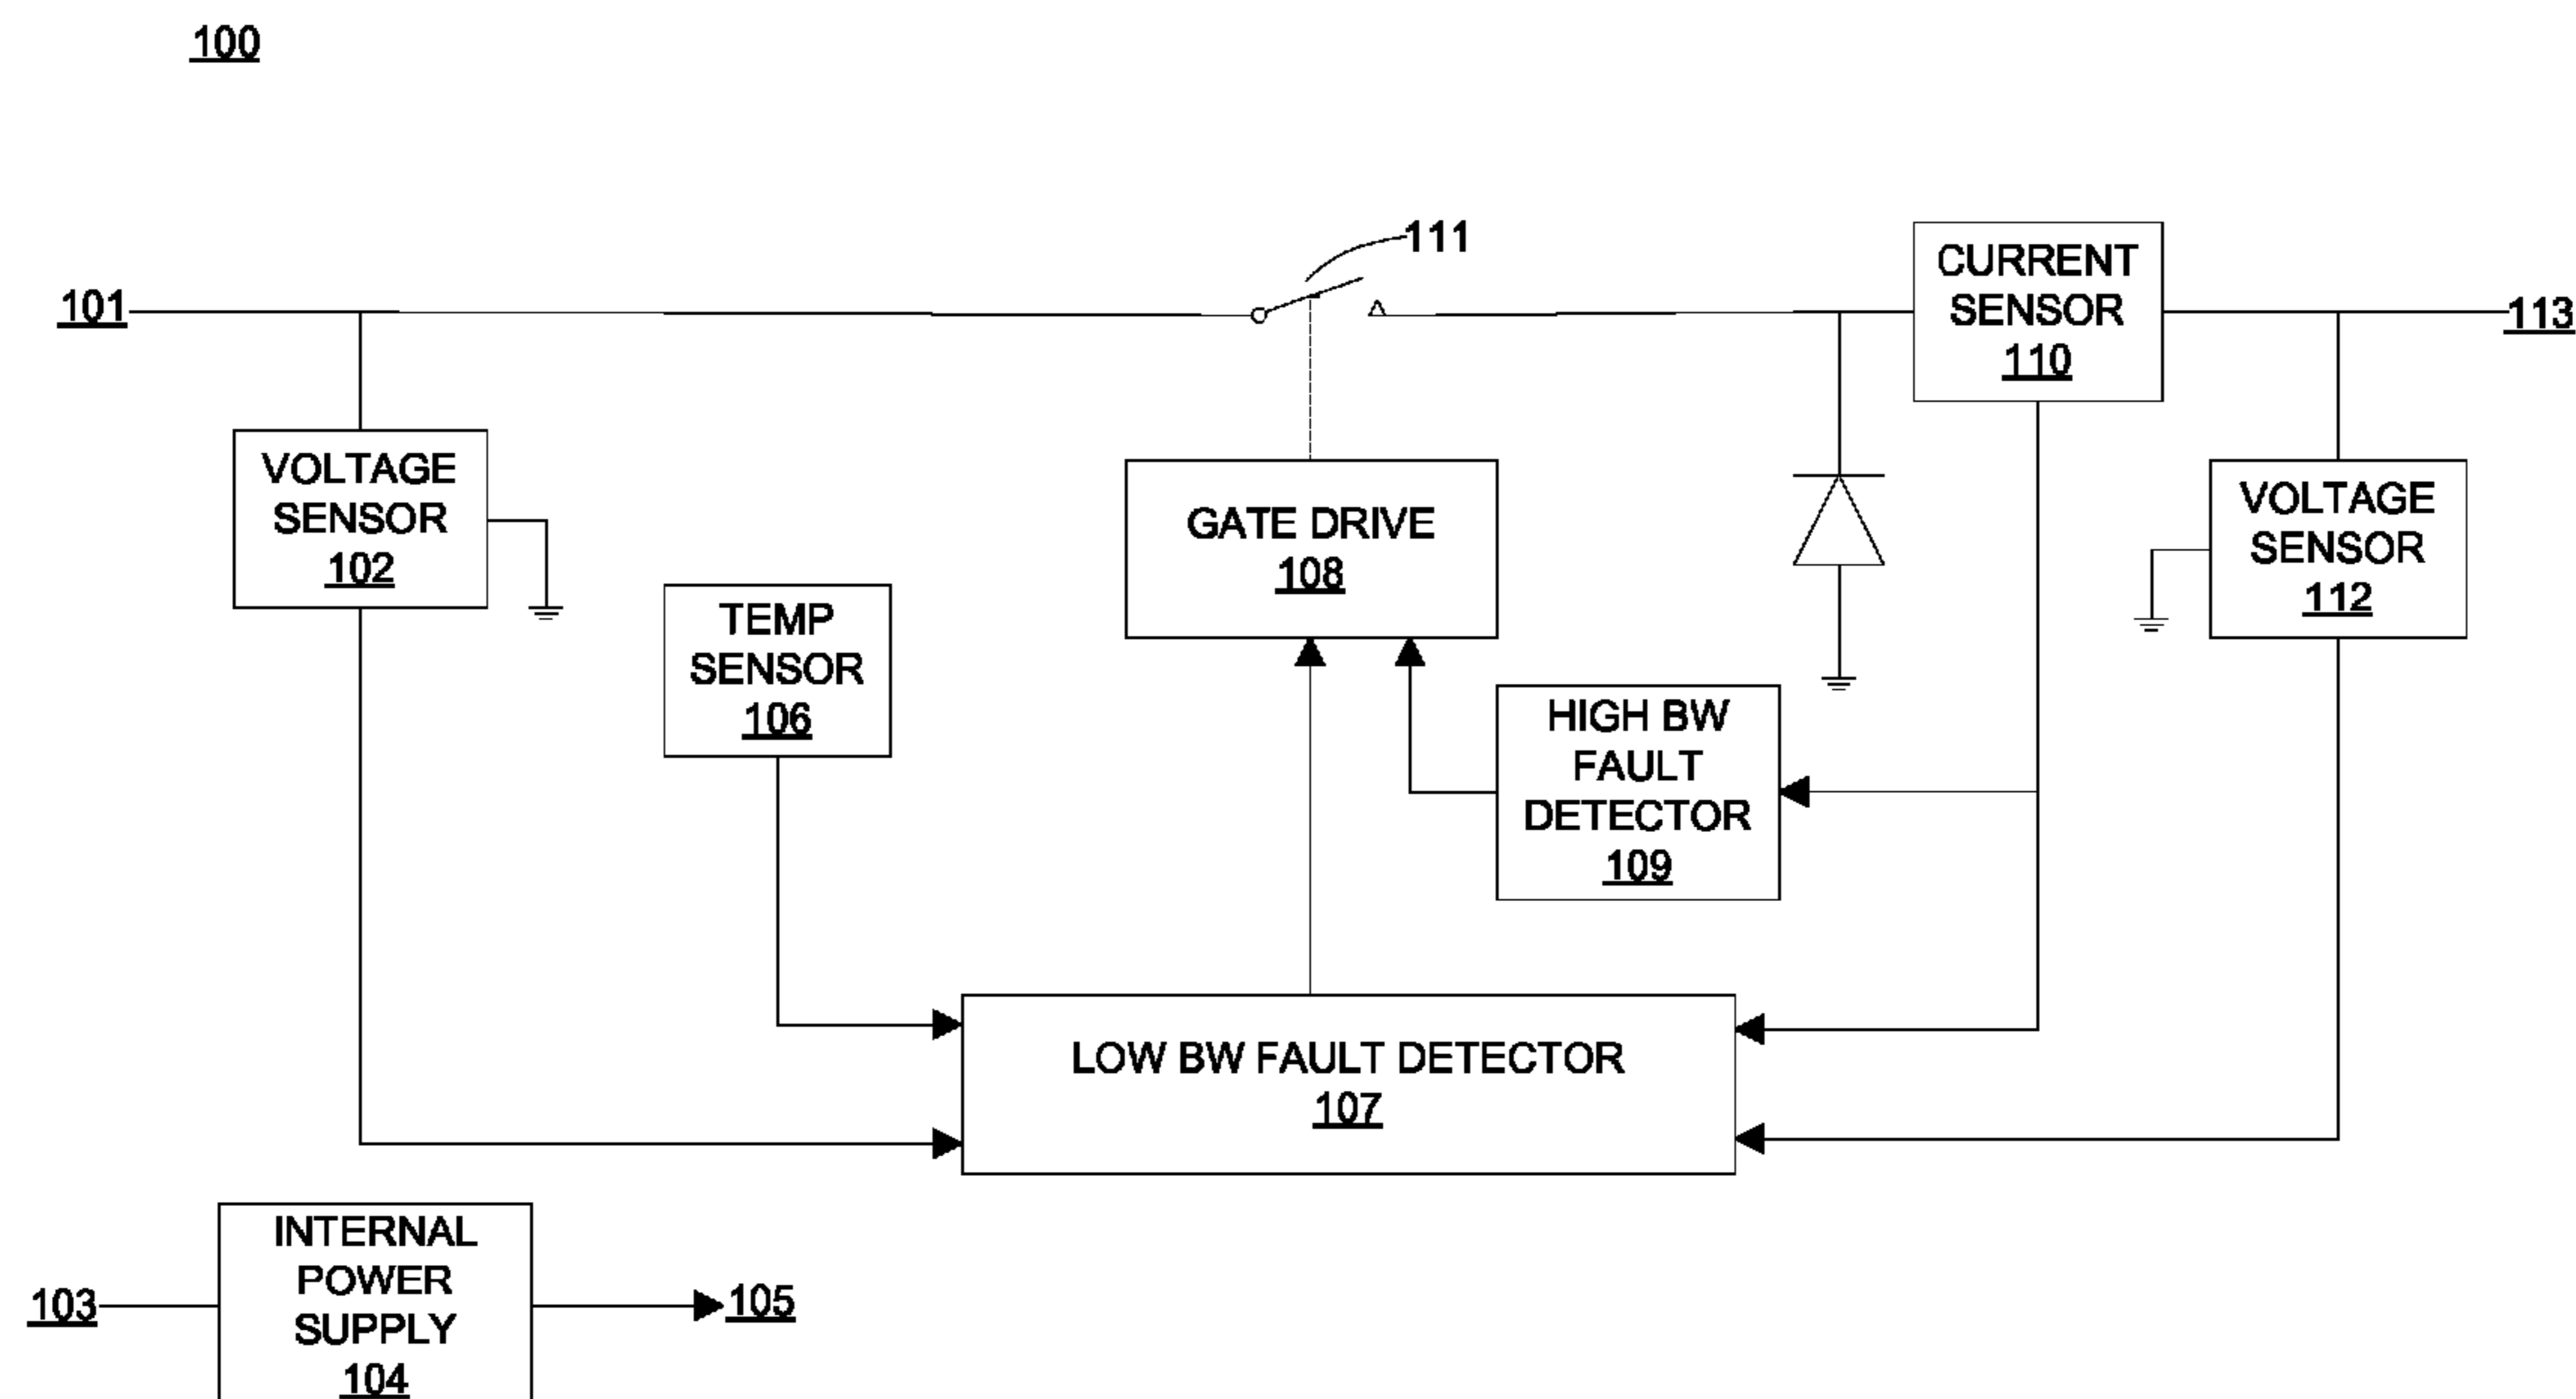 100
111
101
CURRENT
SENSOR
110
113
VOLTAGE
SENSOR
102
GATE DRIVE
108
VOLTAGE
SENSOR
112
TEMP
SENSOR
106
HIGH BW
FAULT
DETECTOR
109
LOW BW FAULT DETECTOR
107
INTERNAL
POWER
SUPPLY
104
103
105